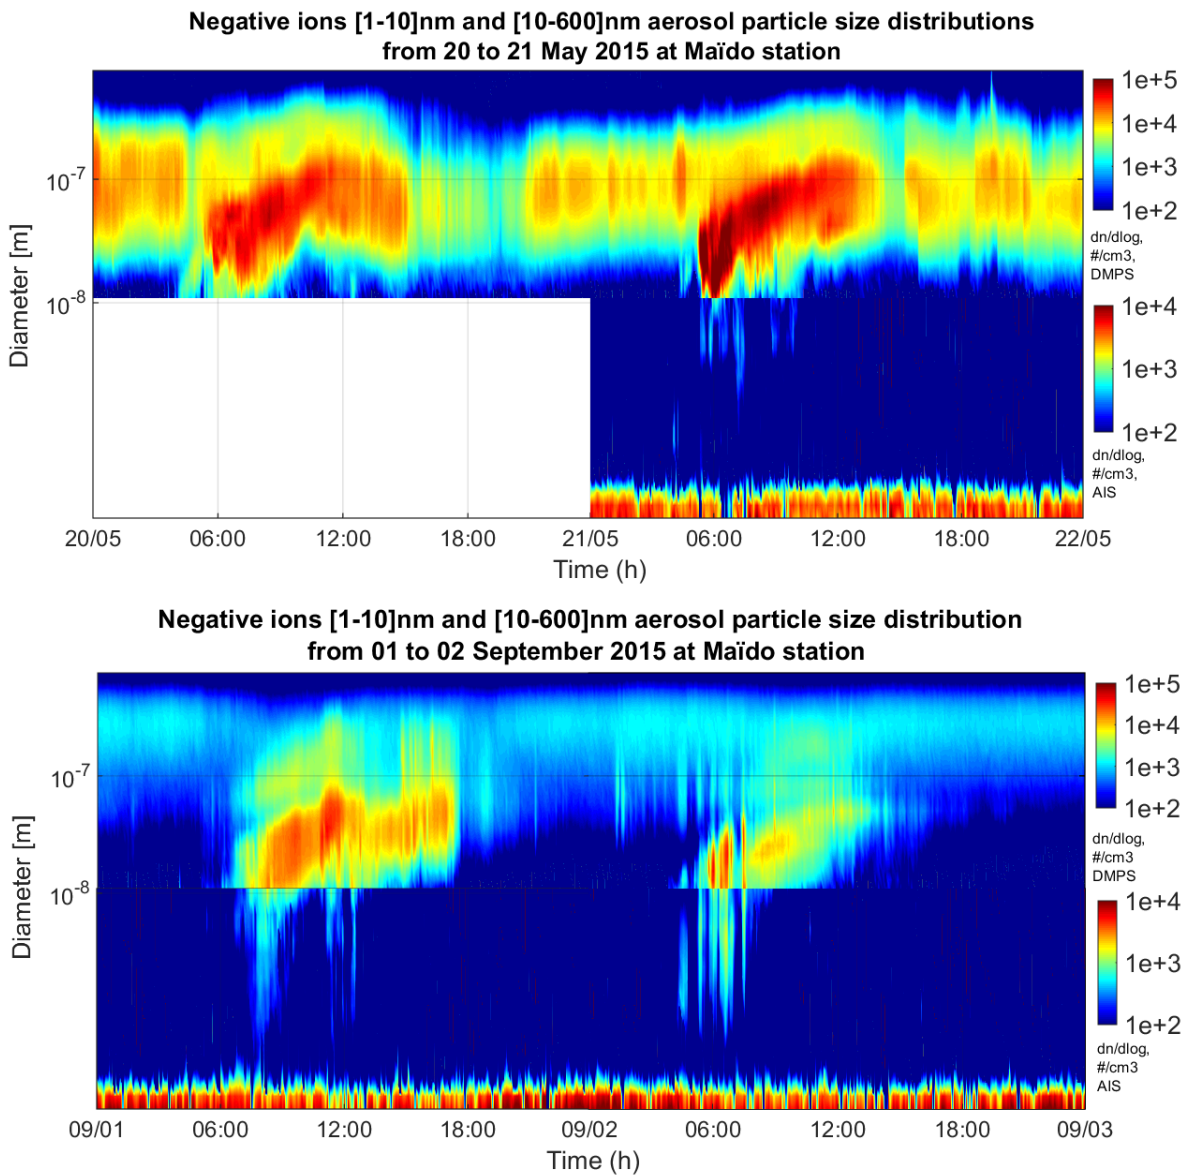 Negative ions [1-10]nm and [10-600]nm aerosol particle size distributions
from 20 to 21 May 2015 at Maïdo station
1e+5
1e+4
1e+3
1e+2
dn/dlog,
#/cm3,
DMPS
1e+4
1e+3
1e+2
dn/dlog,
#/cm3,
AIS
10-7
10-8
Diameter [m]
20/05 06:00 12:00 18:00 21/05 06:00 12:00 18:00 22/05
Time (h)
Negative ions [1-10]nm and [10-600]nm aerosol particle size distribution
from 01 to 02 September 2015 at Maïdo station
1e+5
1e+4
1e+3
1e+2
dn/dlog,
#/cm3
DMPS
1e+4
1e+3
1e+2
dn/dlog,
#/cm3
AIS
10-7
10-8
Diameter [m]
09/01 06:00 12:00 18:00 09/02 06:00 12:00 18:00 09/03
Time (h)